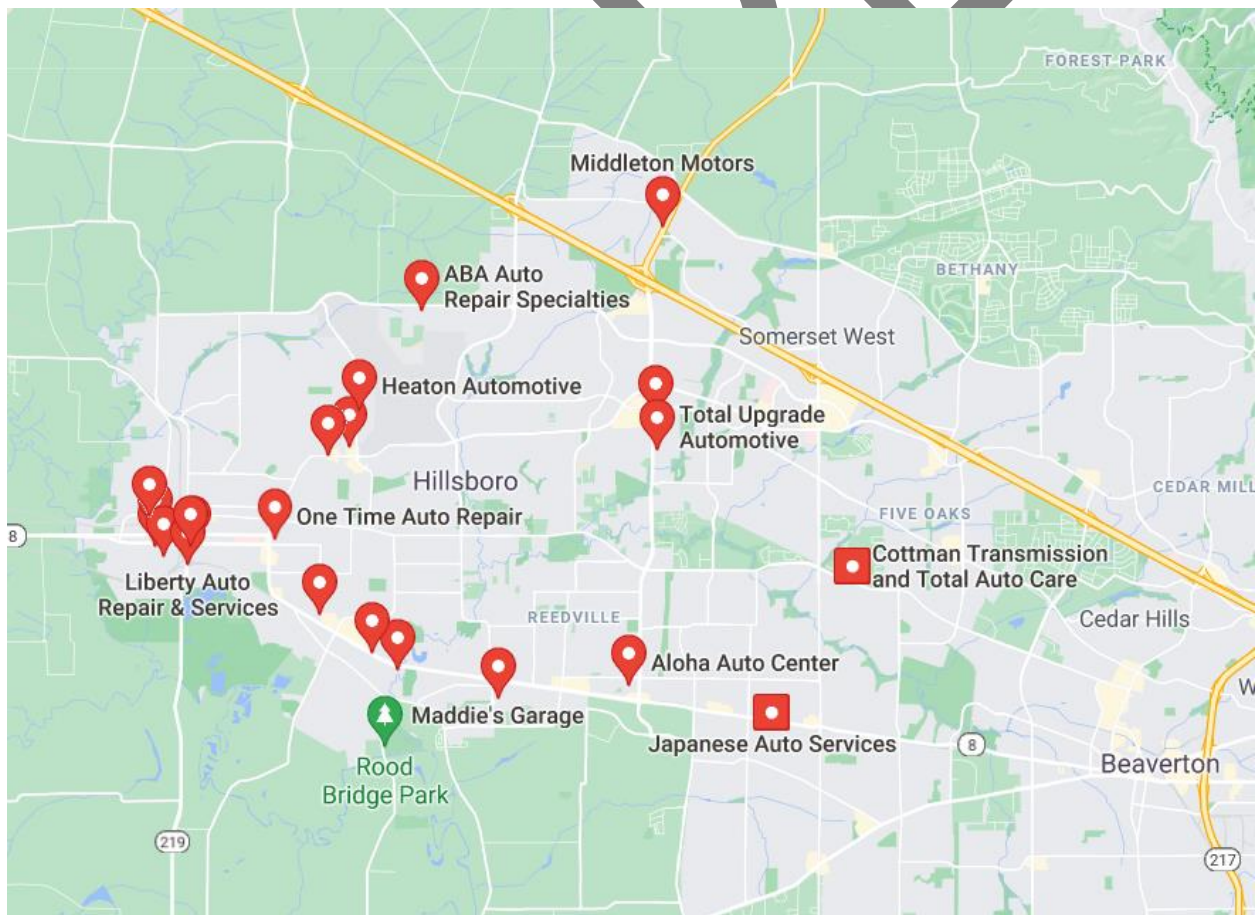 FOREST PARK
Middleton Motors
BETHANY
ABA Auto
Repair Specialties
Somerset West
Heaton Automotive
Total Upgrade
Automotive
Hillsboro
CEDAR MILL
One Time Auto Repair
FIVE OAKS
8
Cottman Transmission
and Total Auto Care
Liberty Auto
Repair & Services
REEDVILLE
Cedar Hills
Aloha Auto Center
W
Maddie's Garage
Japanese Auto Services
8
Beaverton
Rood
Bridge Park
219
217